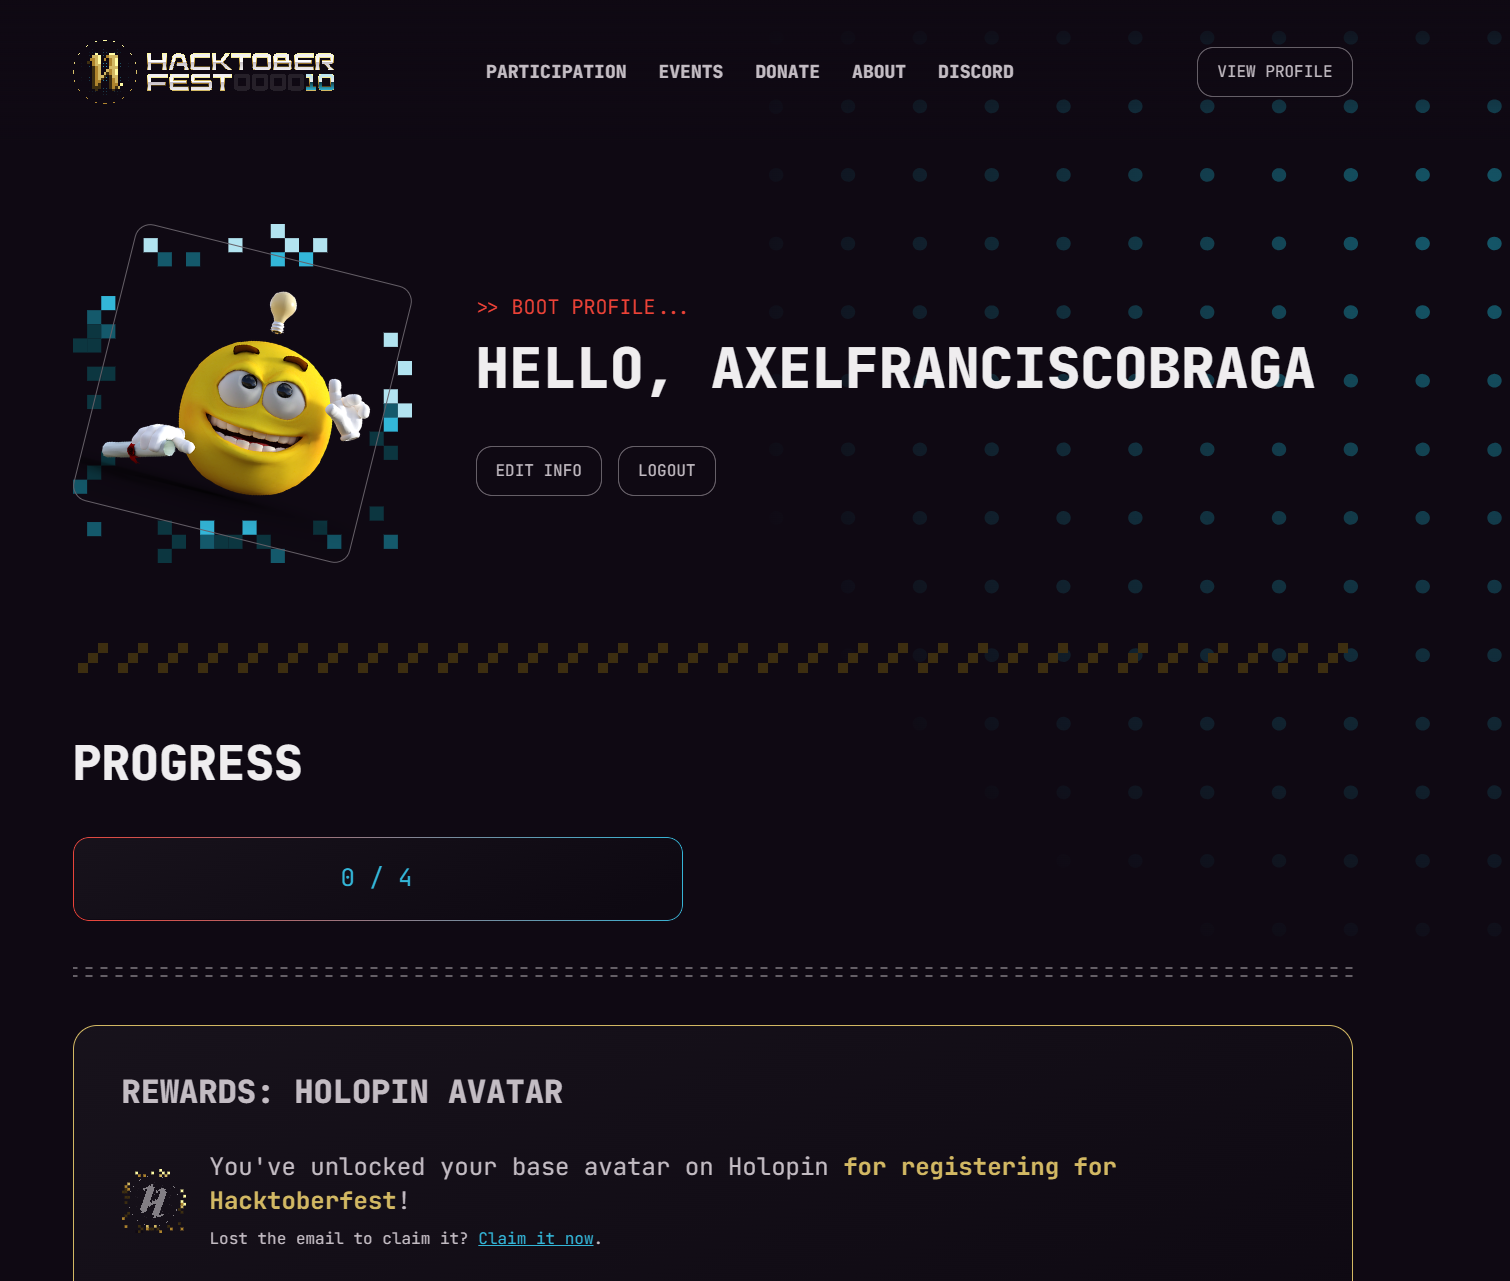 HACKTOBER
FEST000010
PARTICIPATION EVENTS DONATE ABOUT DISCORD
VIEW PROFILE
>> BOOT PROFILE...
HELLO, AXELFRANCISCOBRAGA
EDIT INFO LOGOUT
PROGRESS
0 / 4
REWARDS: HOLOPIN AVATAR
You've unlocked your base avatar on Holopin for registering for
Hacktoberfest!
Lost the email to claim it? Claim it now.